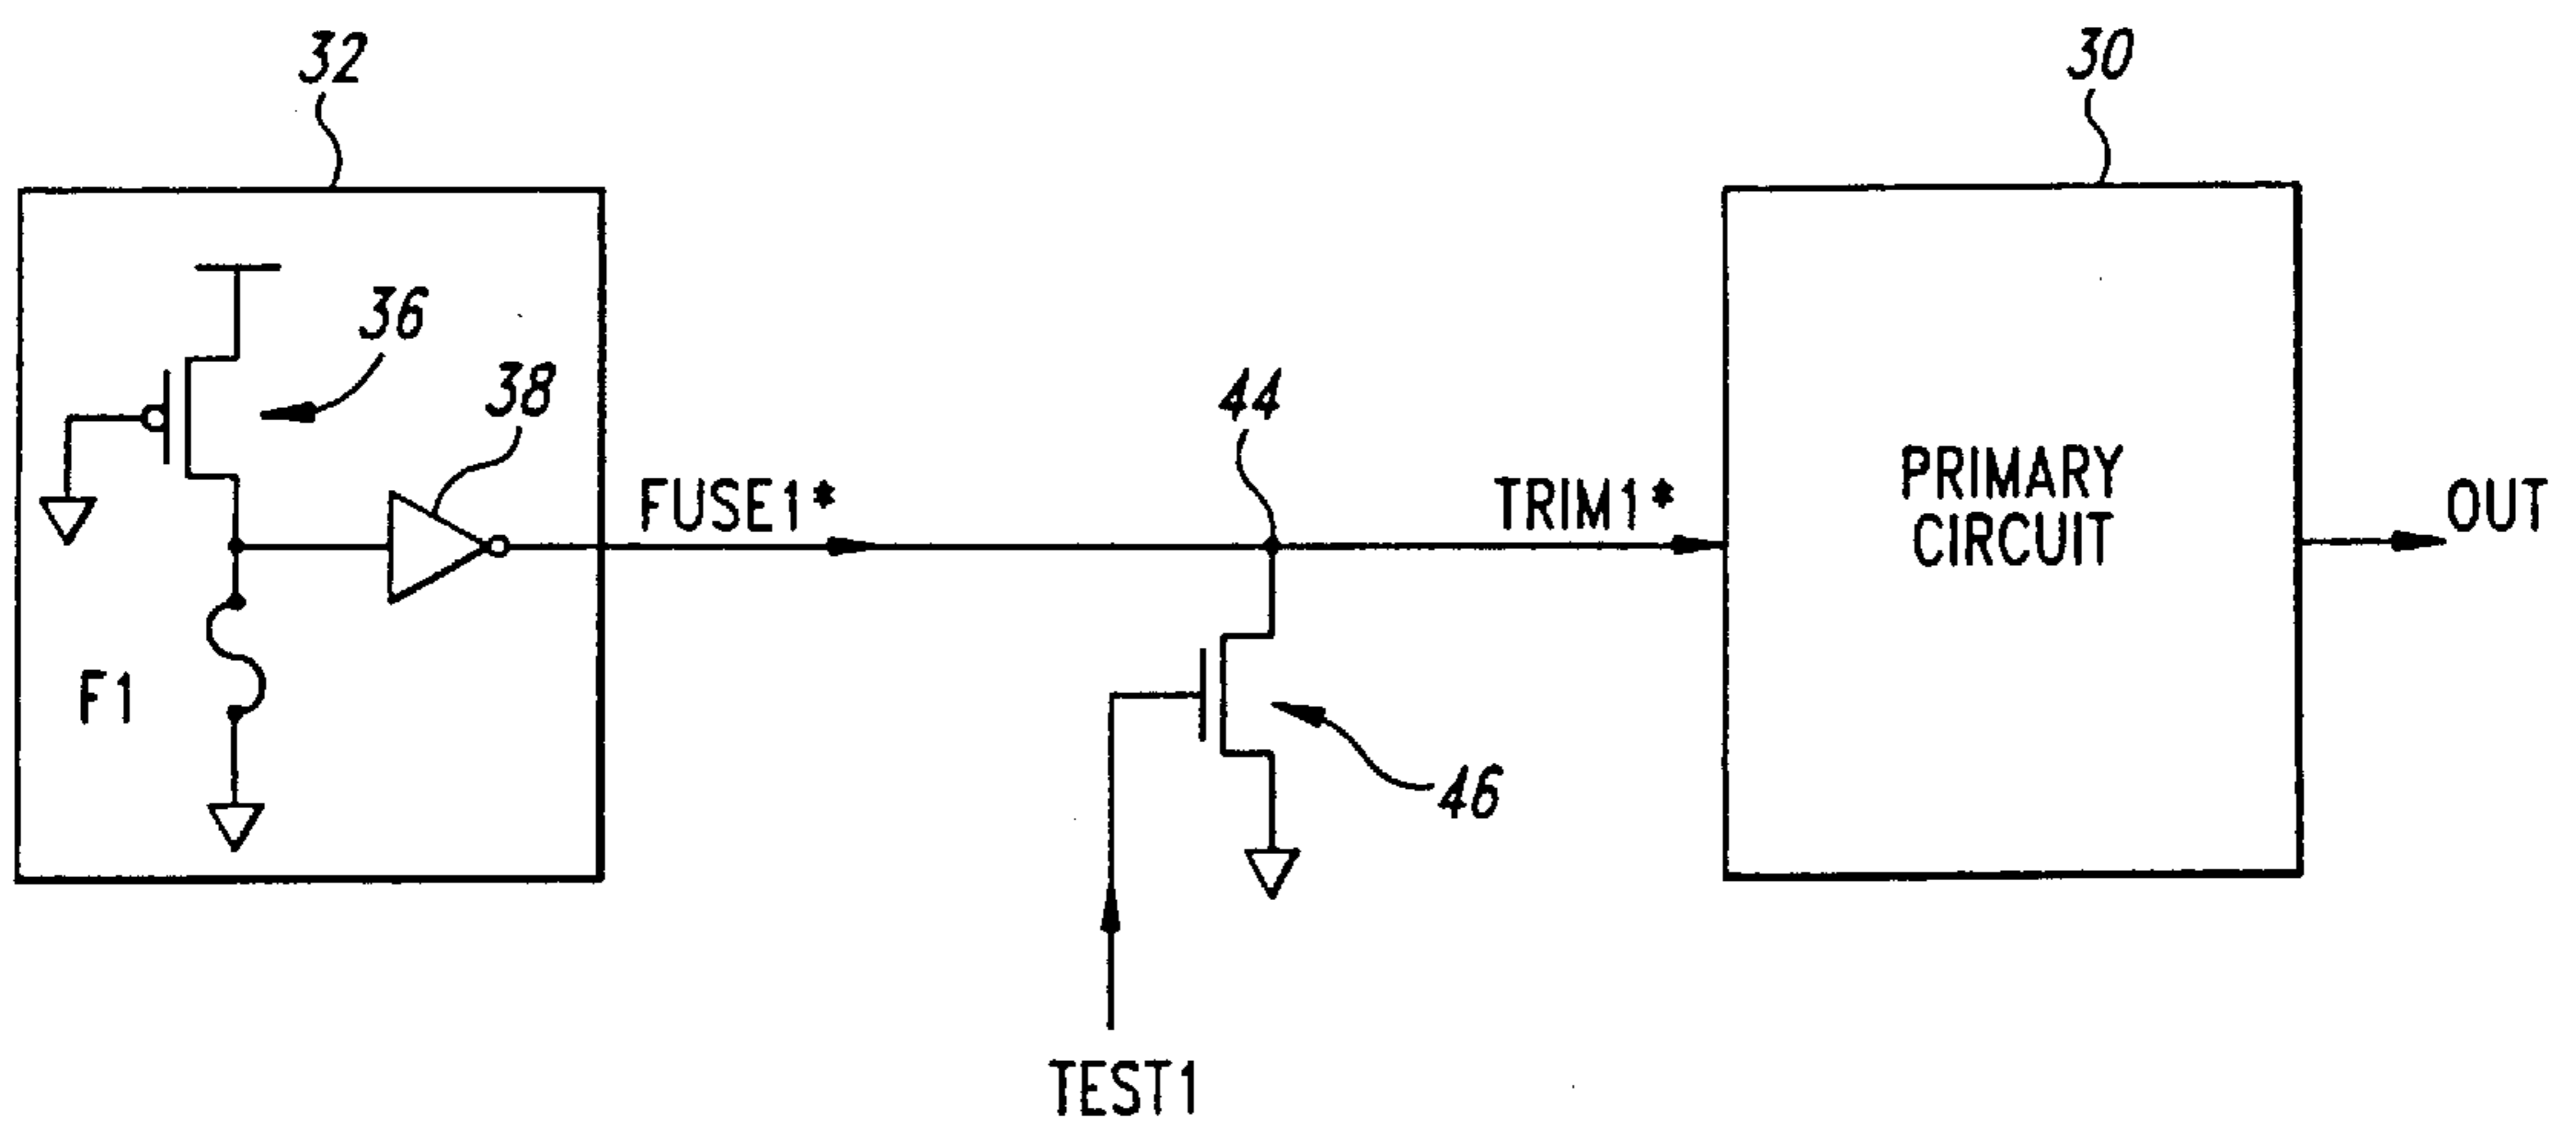 32
30
36
38
44
FUSE1*
TRIM1*
PRIMARY
CIRCUIT
OUT
F1
46
TEST1